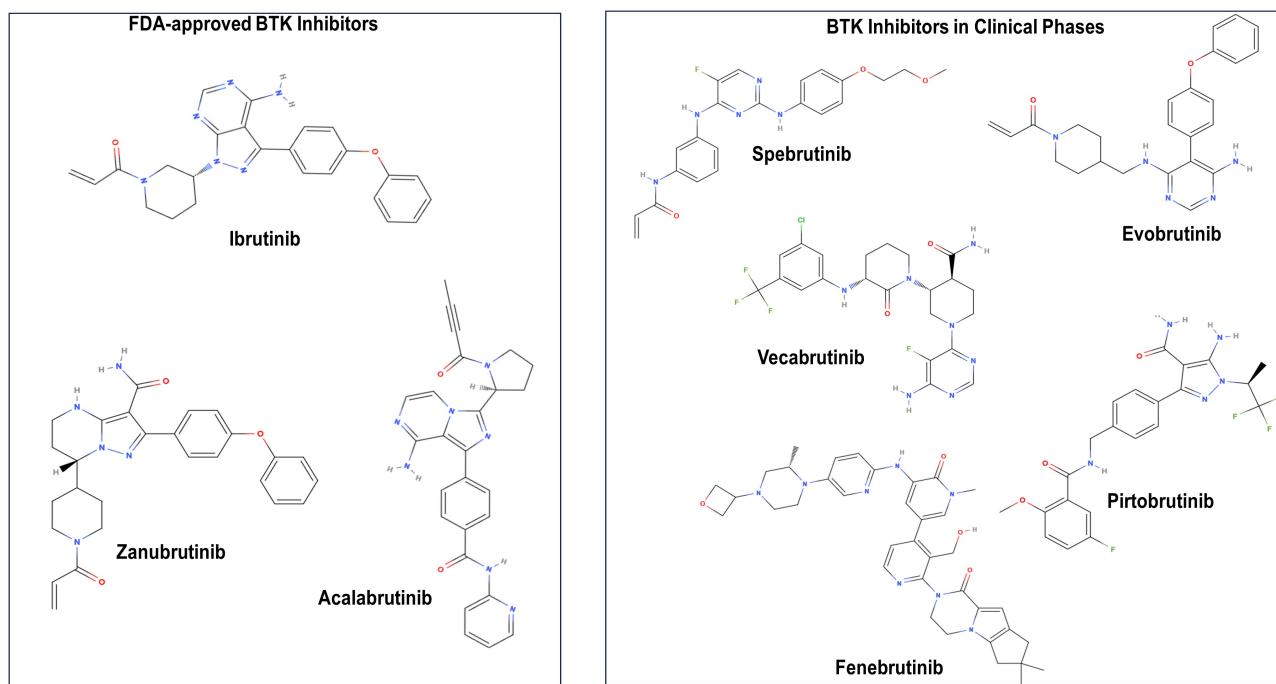 FDA-approved BTK Inhibitors
Ibrutinib
Zanubrutinib
Acalabrutinib
BTK Inhibitors in Clinical Phases
Spebrutinib
Evobrutinib
Vecabrutinib
Pirtobrutinib
Fenebrutinib